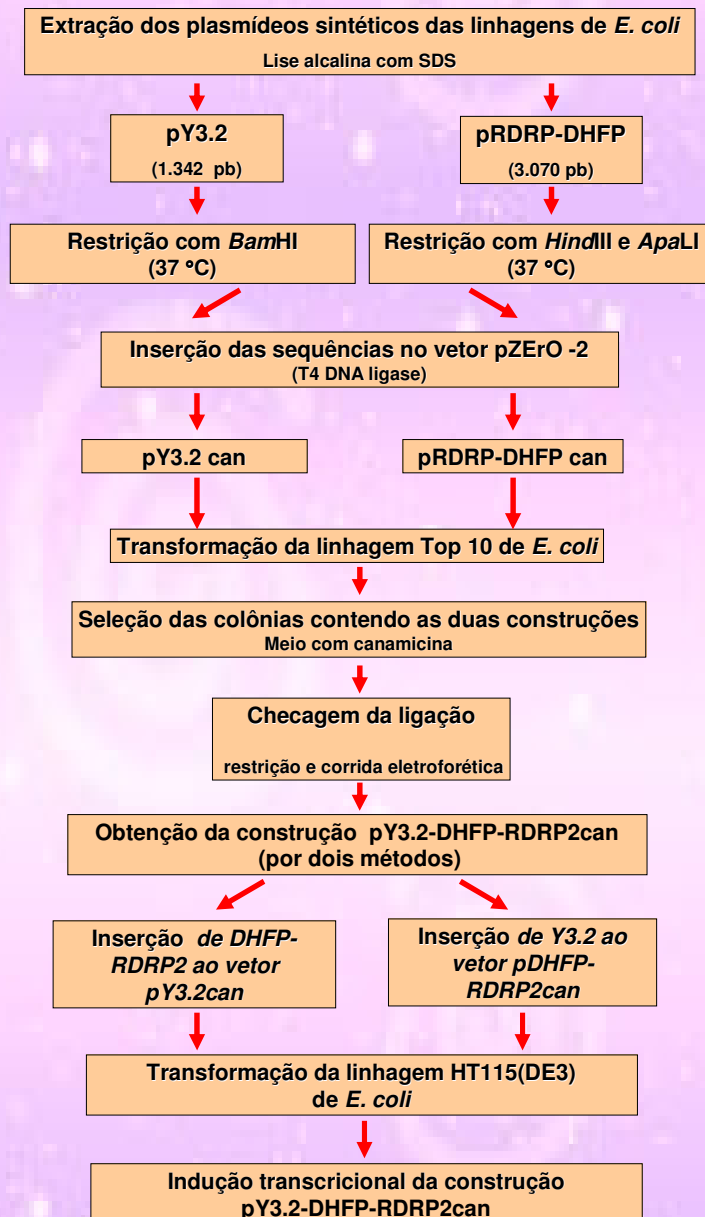 Extração dos plasmídeos sintéticos das linhagens de E. coli
Lise alcalina com SDS
pY3.2
(1.342 pb)
pRDRP-DHFP
(3.070 pb)
Restrição com BamHI
(37 °C)
Restrição com HindIII e ApaLI
(37 °C)
Inserção das sequências no vetor pZErO -2
(T4 DNA ligase)
pY3.2 can
pRDRP-DHFP can
Transformação da linhagem Top 10 de E. coli
Seleção das colônias contendo as duas construções
Meio com canamicina
Checagem da ligação
restrição e corrida eletroforética
Obtenção da construção pY3.2-DHFP-RDRP2can
(por dois métodos)
Inserção de DHFP-
RDRP2 ao vetor
pY3.2can
Inserção de Y3.2 ao
vetor pDHFP-
RDRP2can
Transformação da linhagem HT115(DE3)
de E. coli
Indução transcricional da construção
pY3.2-DHFP-RDRP2can